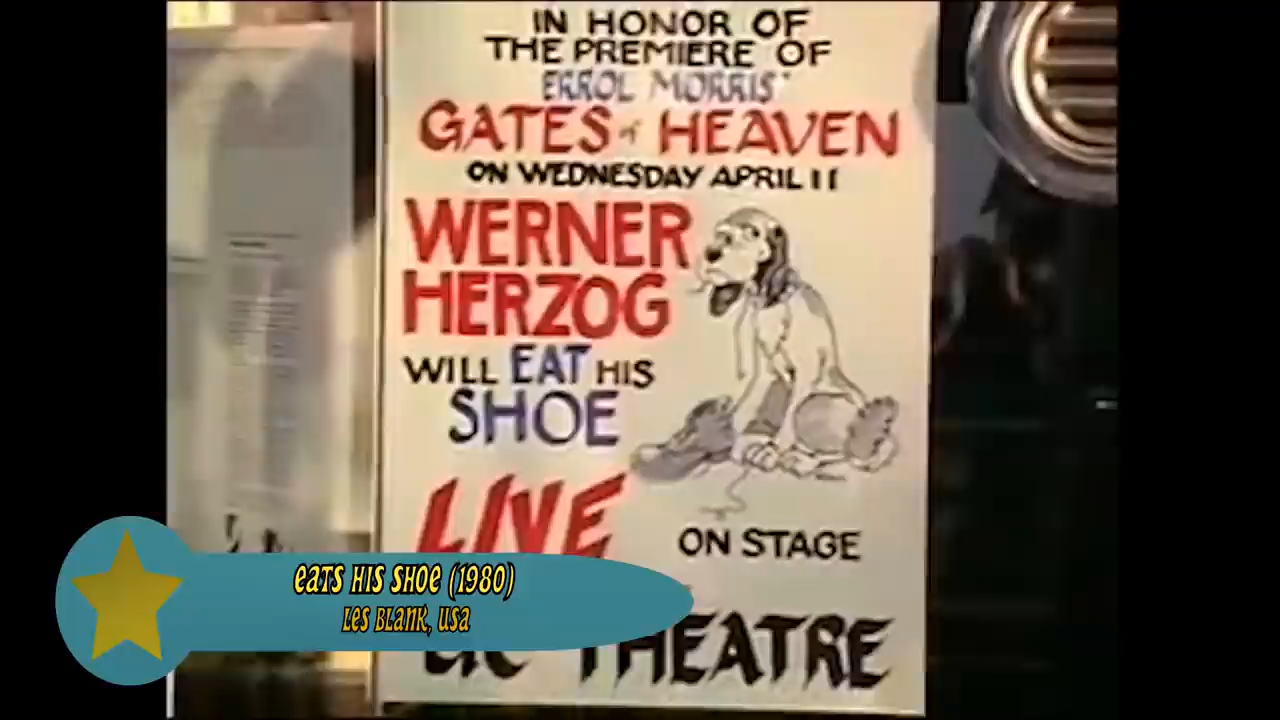 IN HONOR OF
THE PREMIERE OF
ERROL MORRIS'
GATES of HEAVEN
ON WEDNESDAY APRIL 11
WERNER
HERZOG
WILL EAT HIS
SHOE
LIVE
ON STAGE
UC THEATRE
EATS HIS SHOE (1980)
LES BLANK, USA